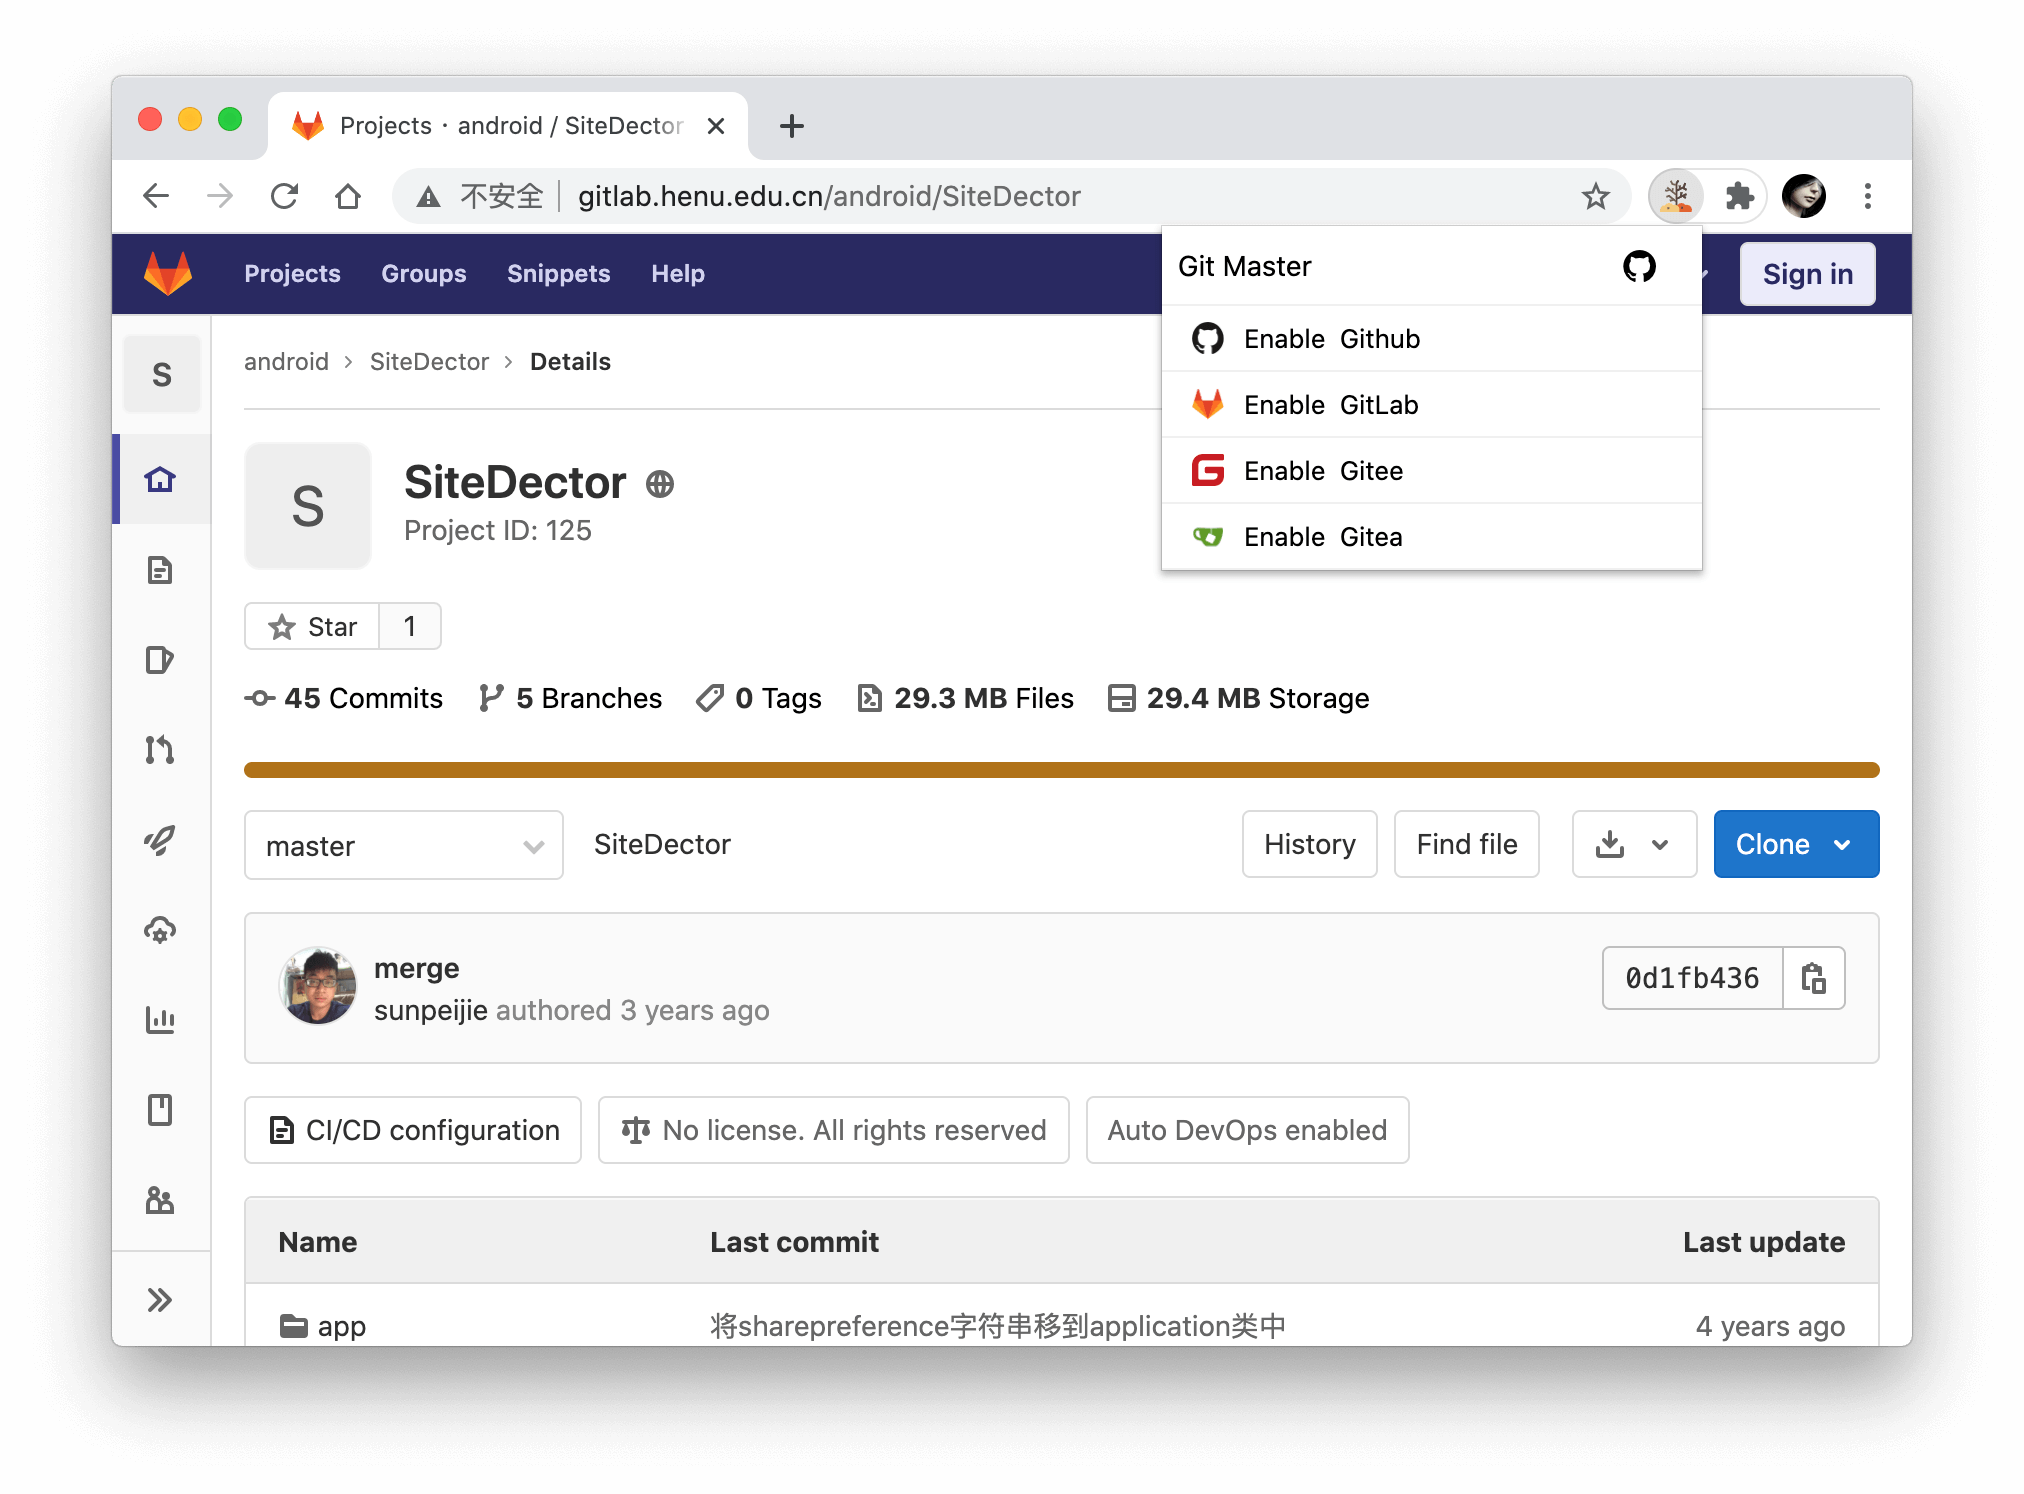 Projects · android / SiteDector
不安全
gitlab.henu.edu.cn/android/SiteDector
Projects Groups Snippets Help
Sign in
Git Master
Enable Github
Enable GitLab
Enable Gitee
Enable Gitea
S
android > SiteDector > Details
S
SiteDector
Project ID: 125
Star 1
45 Commits 5 Branches 0 Tags 29.3 MB Files 29.4 MB Storage
master SiteDector History Find file Clone
merge
sunpeijie authored 3 years ago
0d1fb436
CI/CD configuration No license. All rights reserved Auto DevOps enabled
Name Last commit Last update
app 将sharepreference字符串移到application类中 4 years ago